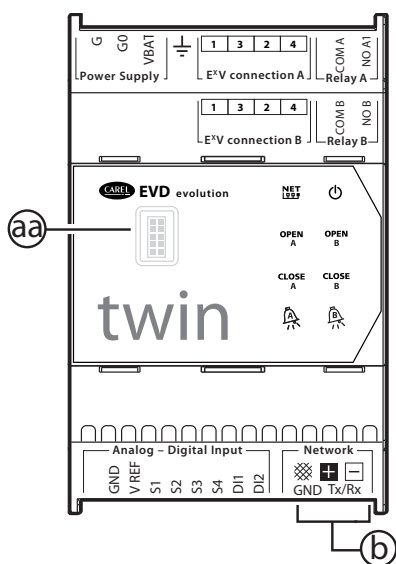 G G0 VBAT
1 3 2 4
COM A NO A1
Power Supply
EXV connection A
Relay A
1 3 2 4
COM B NO B
EXV connection B
Relay B
CAREL EVD evolution
NET
aa
OPEN A
OPEN B
CLOSE A
CLOSE B
twin
A
B
Analog – Digital Input
Network
GND V REF S1 S2 S3 S4 DI1 DI2
GND Tx/Rx
b